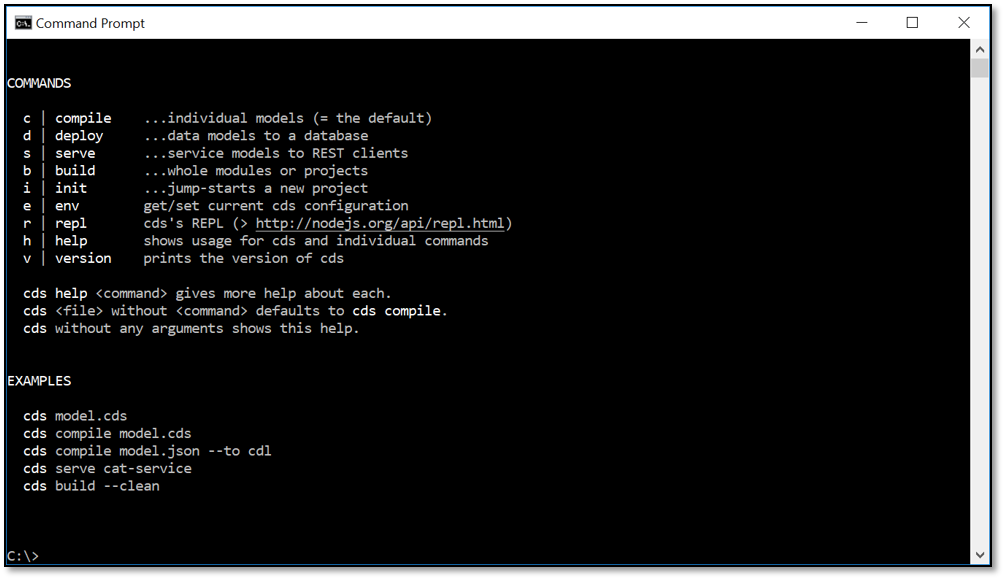 Command Prompt
COMMANDS
c | compile ...individual models (= the default)
d | deploy ...data models to a database
s | serve ...service models to REST clients
b | build ...whole modules or projects
i | init ...jump-starts a new project
e | env get/set current cds configuration
r | repl cds's REPL (> http://nodejs.org/api/repl.html)
h | help shows usage for cds and individual commands
v | version prints the version of cds
cds help <command> gives more help about each.
cds <file> without <command> defaults to cds compile.
cds without any arguments shows this help.
EXAMPLES
cds model.cds
cds compile model.cds
cds compile model.json --to cdl
cds serve cat-service
cds build --clean
C:\>